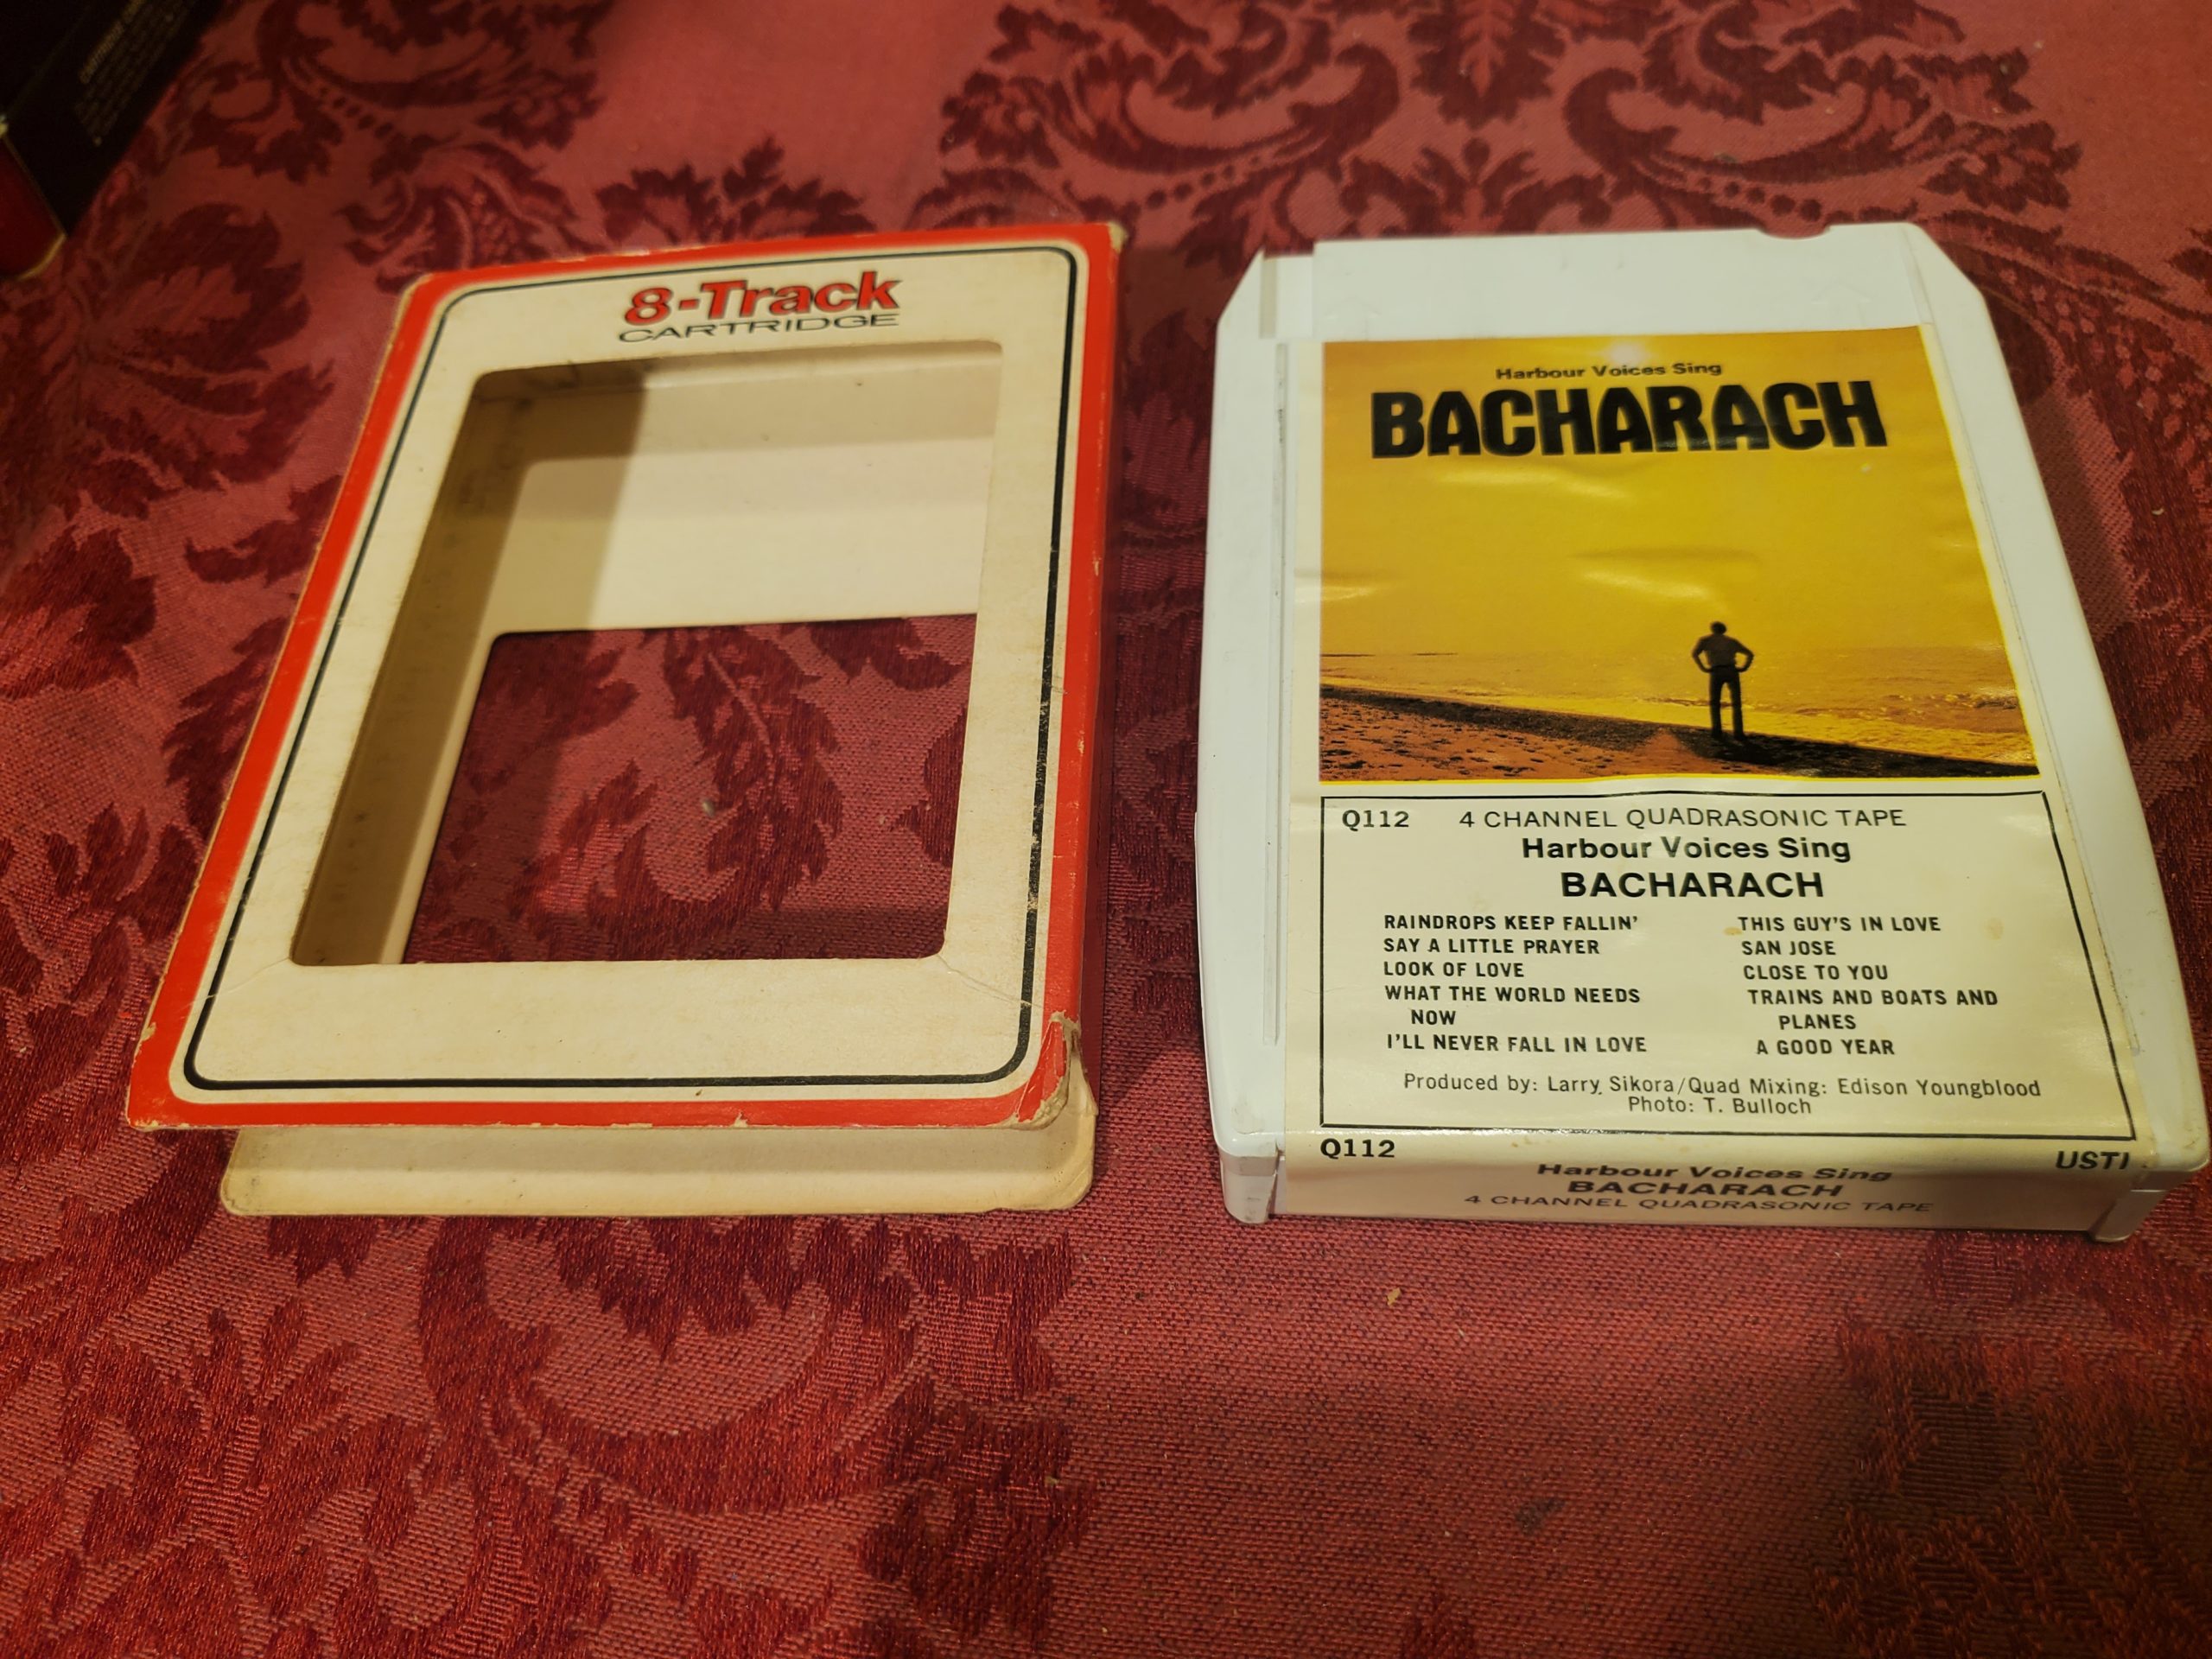 8-Track
CARTRIDGE
Harbour Voices Sing
BACHARACH
Q112 4 CHANNEL QUADRASONIC TAPE
Harbour Voices Sing
BACHARACH
RAINDROPS KEEP FALLIN'
SAY A LITTLE PRAYER
LOOK OF LOVE
WHAT THE WORLD NEEDS
NOW
I'LL NEVER FALL IN LOVE
THIS GUY'S IN LOVE
SAN JOSE
CLOSE TO YOU
TRAINS AND BOATS AND
PLANES
A GOOD YEAR
Produced by: Larry Sikora/Quad Mixing: Edison Youngblood
Photo: T. Bulloch
Q112 USTI
Harbour Voices Sing
BACHARACH
4 CHANNEL QUADRASONIC TAPE